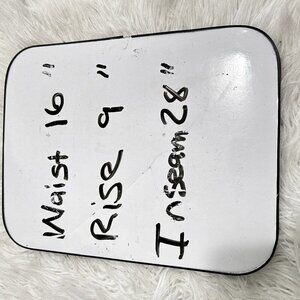 Waist 16 "
Rise 9 "
Inseam 28 "